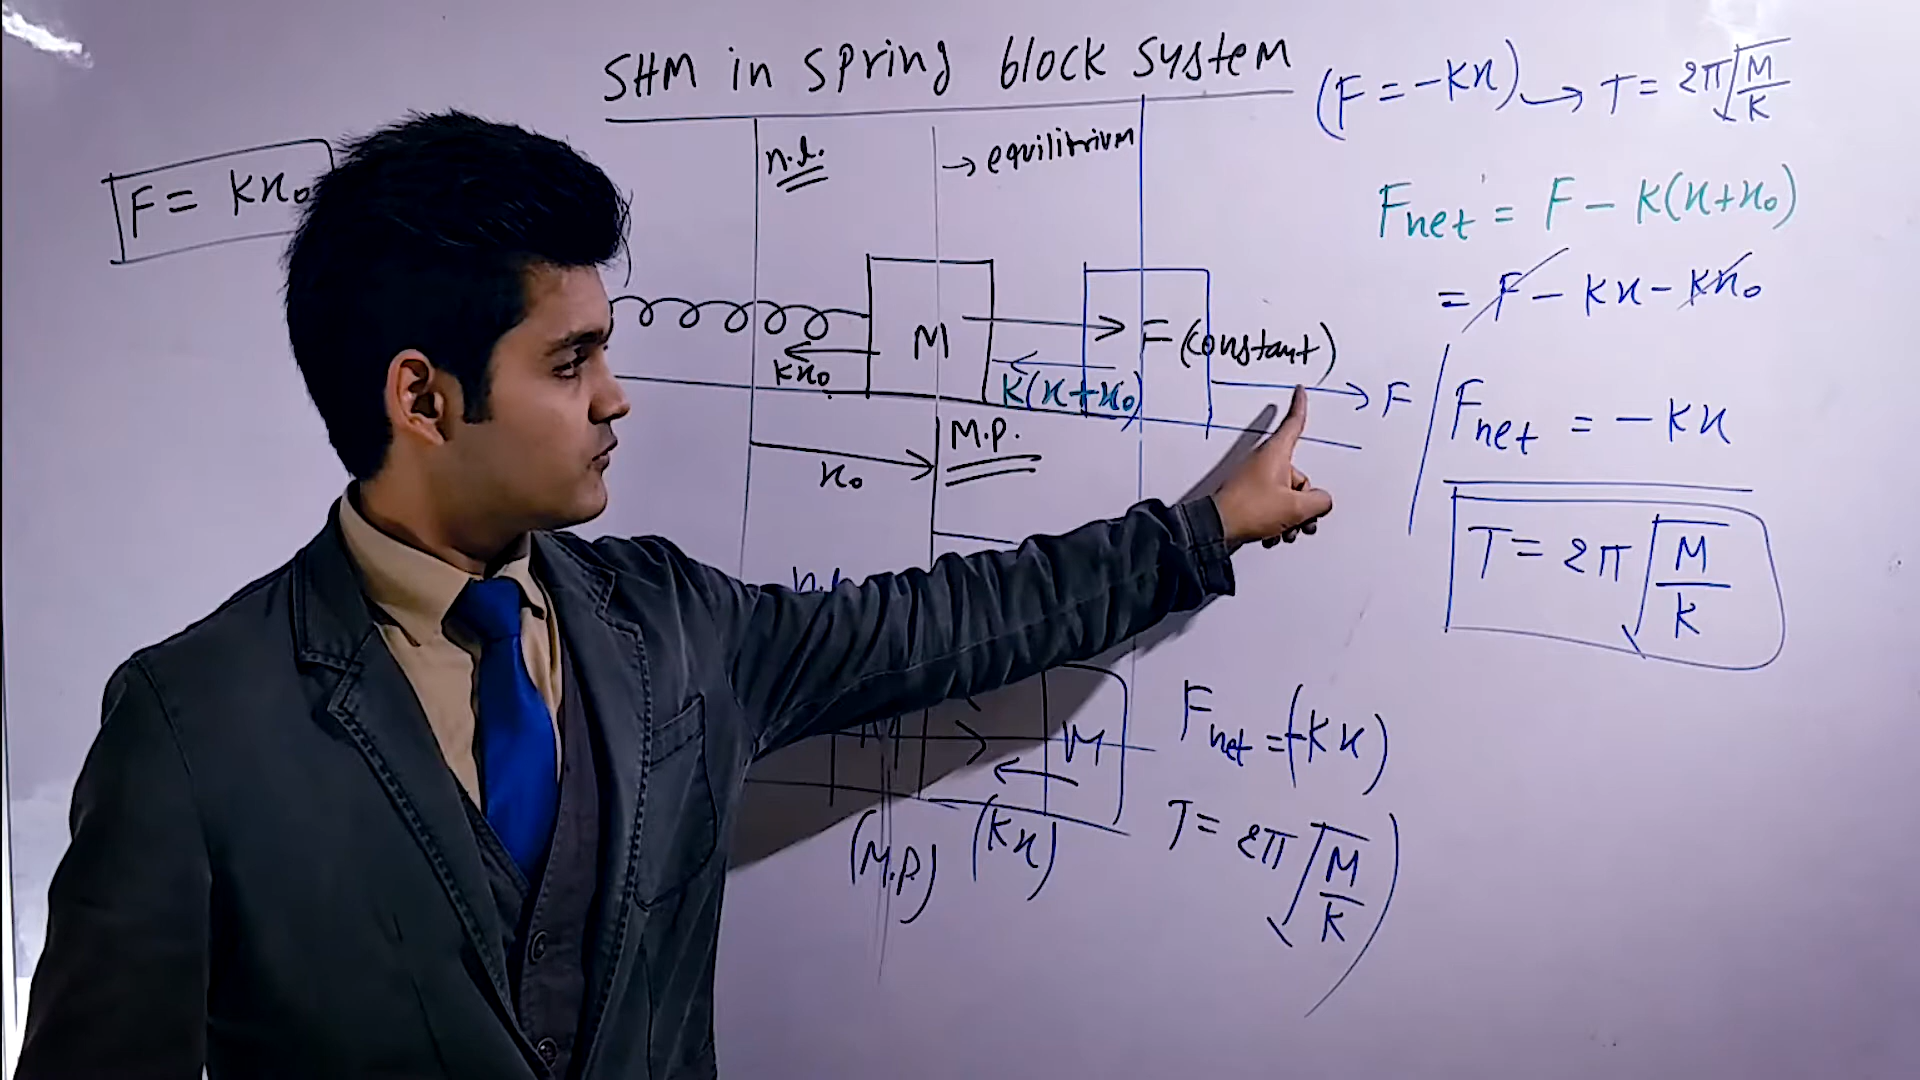 SHM in spring block system
(F = -Kx) → T = 2π√(M/K)
F = Kx₀
n.l.
→ equilibrium
Fnet = F - K(x+x₀)
= F - Kx - Kx₀
M
F (constant)
Kx₀
K(x+x₀)
F
Fnet = -Kx
M.P.
x₀
T = 2π√(M/K)
M
Fnet = (-Kx)
(M.P) (Kx)
T = 2π√(M/K)